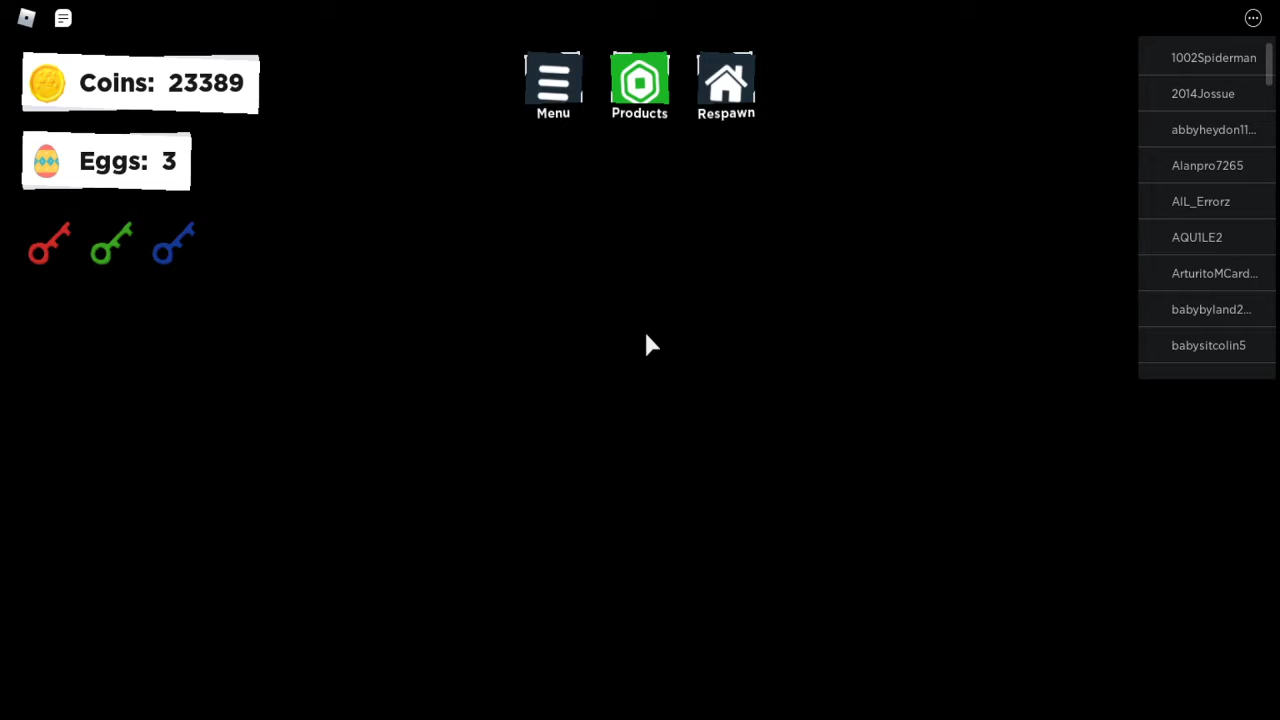 Coins: 23389
Eggs: 3
Menu
Products
Respawn
1002Spiderman
2014Jossue
abbyheydon11...
Alanpro7265
AIL_Errorz
AQU1LE2
ArturitoMCard...
babybyland2...
babysitcolin5